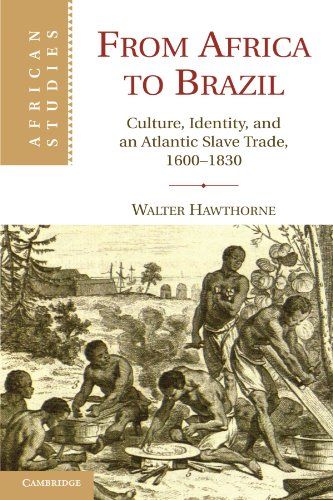 AFRICAN
STUDIES
FROM AFRICA
TO BRAZIL
Culture, Identity, and
an Atlantic Slave Trade,
1600–1830
WALTER HAWTHORNE
CAMBRIDGE